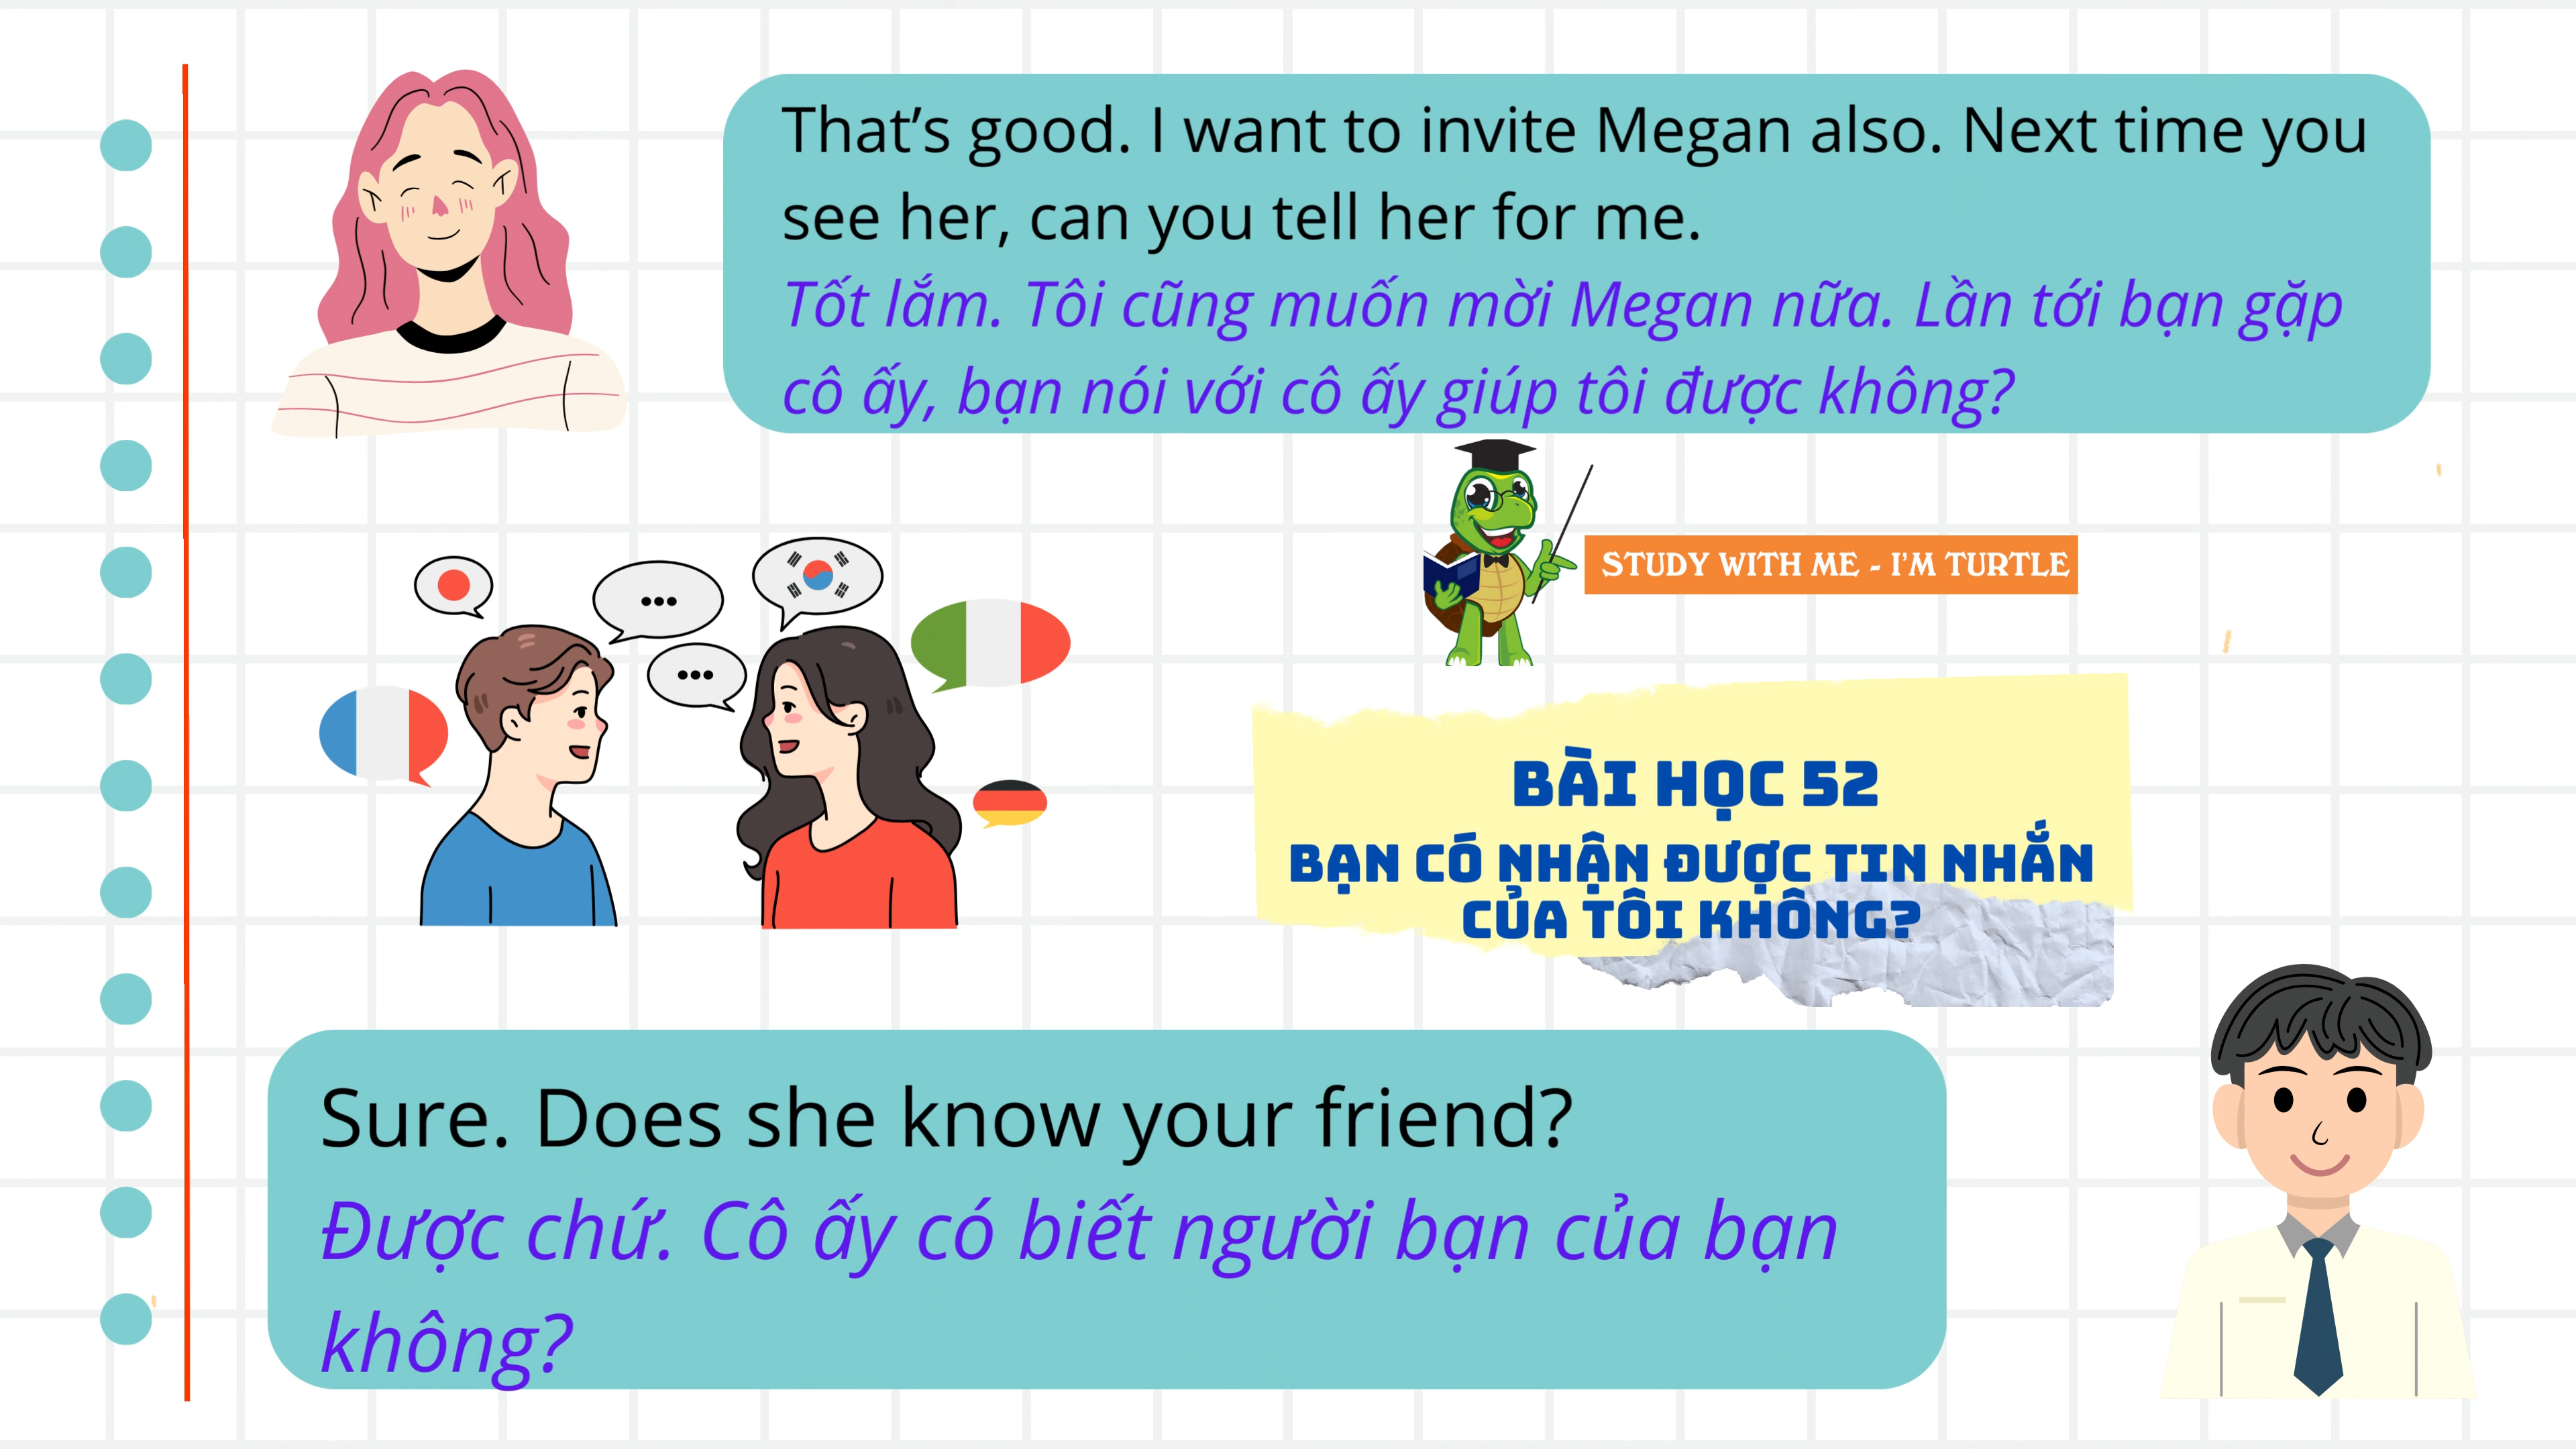 That’s good. I want to invite Megan also. Next time you
see her, can you tell her for me.
Tốt lắm. Tôi cũng muốn mời Megan nữa. Lần tới bạn gặp
cô ấy, bạn nói với cô ấy giúp tôi được không?
STUDY WITH ME - I’M TURTLE
BÀI HỌC 52
BẠN CÓ NHẬN ĐƯỢC TIN NHẮN
CỦA TÔI KHÔNG?
Sure. Does she know your friend?
Được chứ. Cô ấy có biết người bạn của bạn
không?